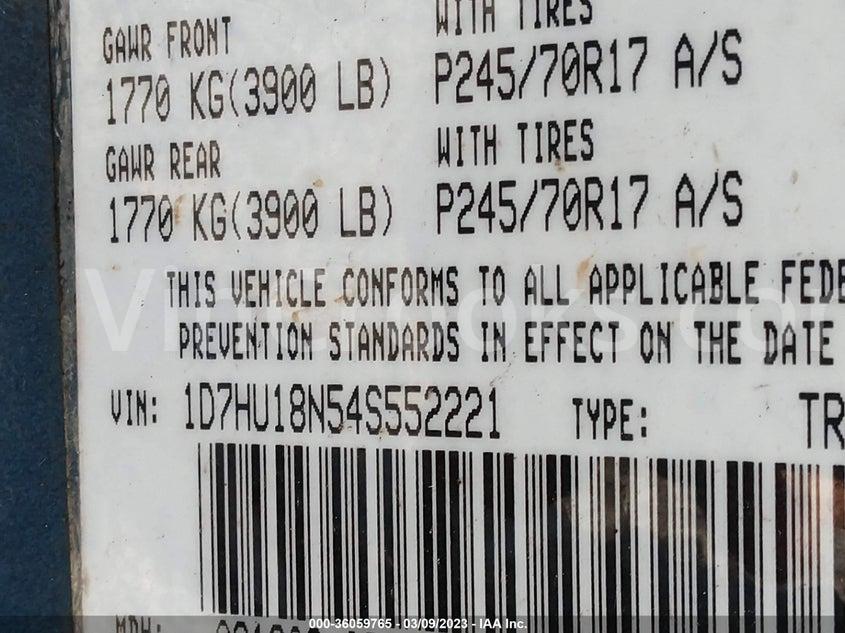 WITH TIRES
GAWR FRONT
1770 KG(3900 LB) P245/70R17 A/S
GAWR REAR WITH TIRES
1770 KG(3900 LB) P245/70R17 A/S
THIS VEHICLE CONFORMS TO ALL APPLICABLE FEDE
PREVENTION STANDARDS IN EFFECT ON THE DATE
VIN: 1D7HU18N54S552221 TYPE: TR
MDH:
000-36059765 - 03/09/2023 - IAA Inc.